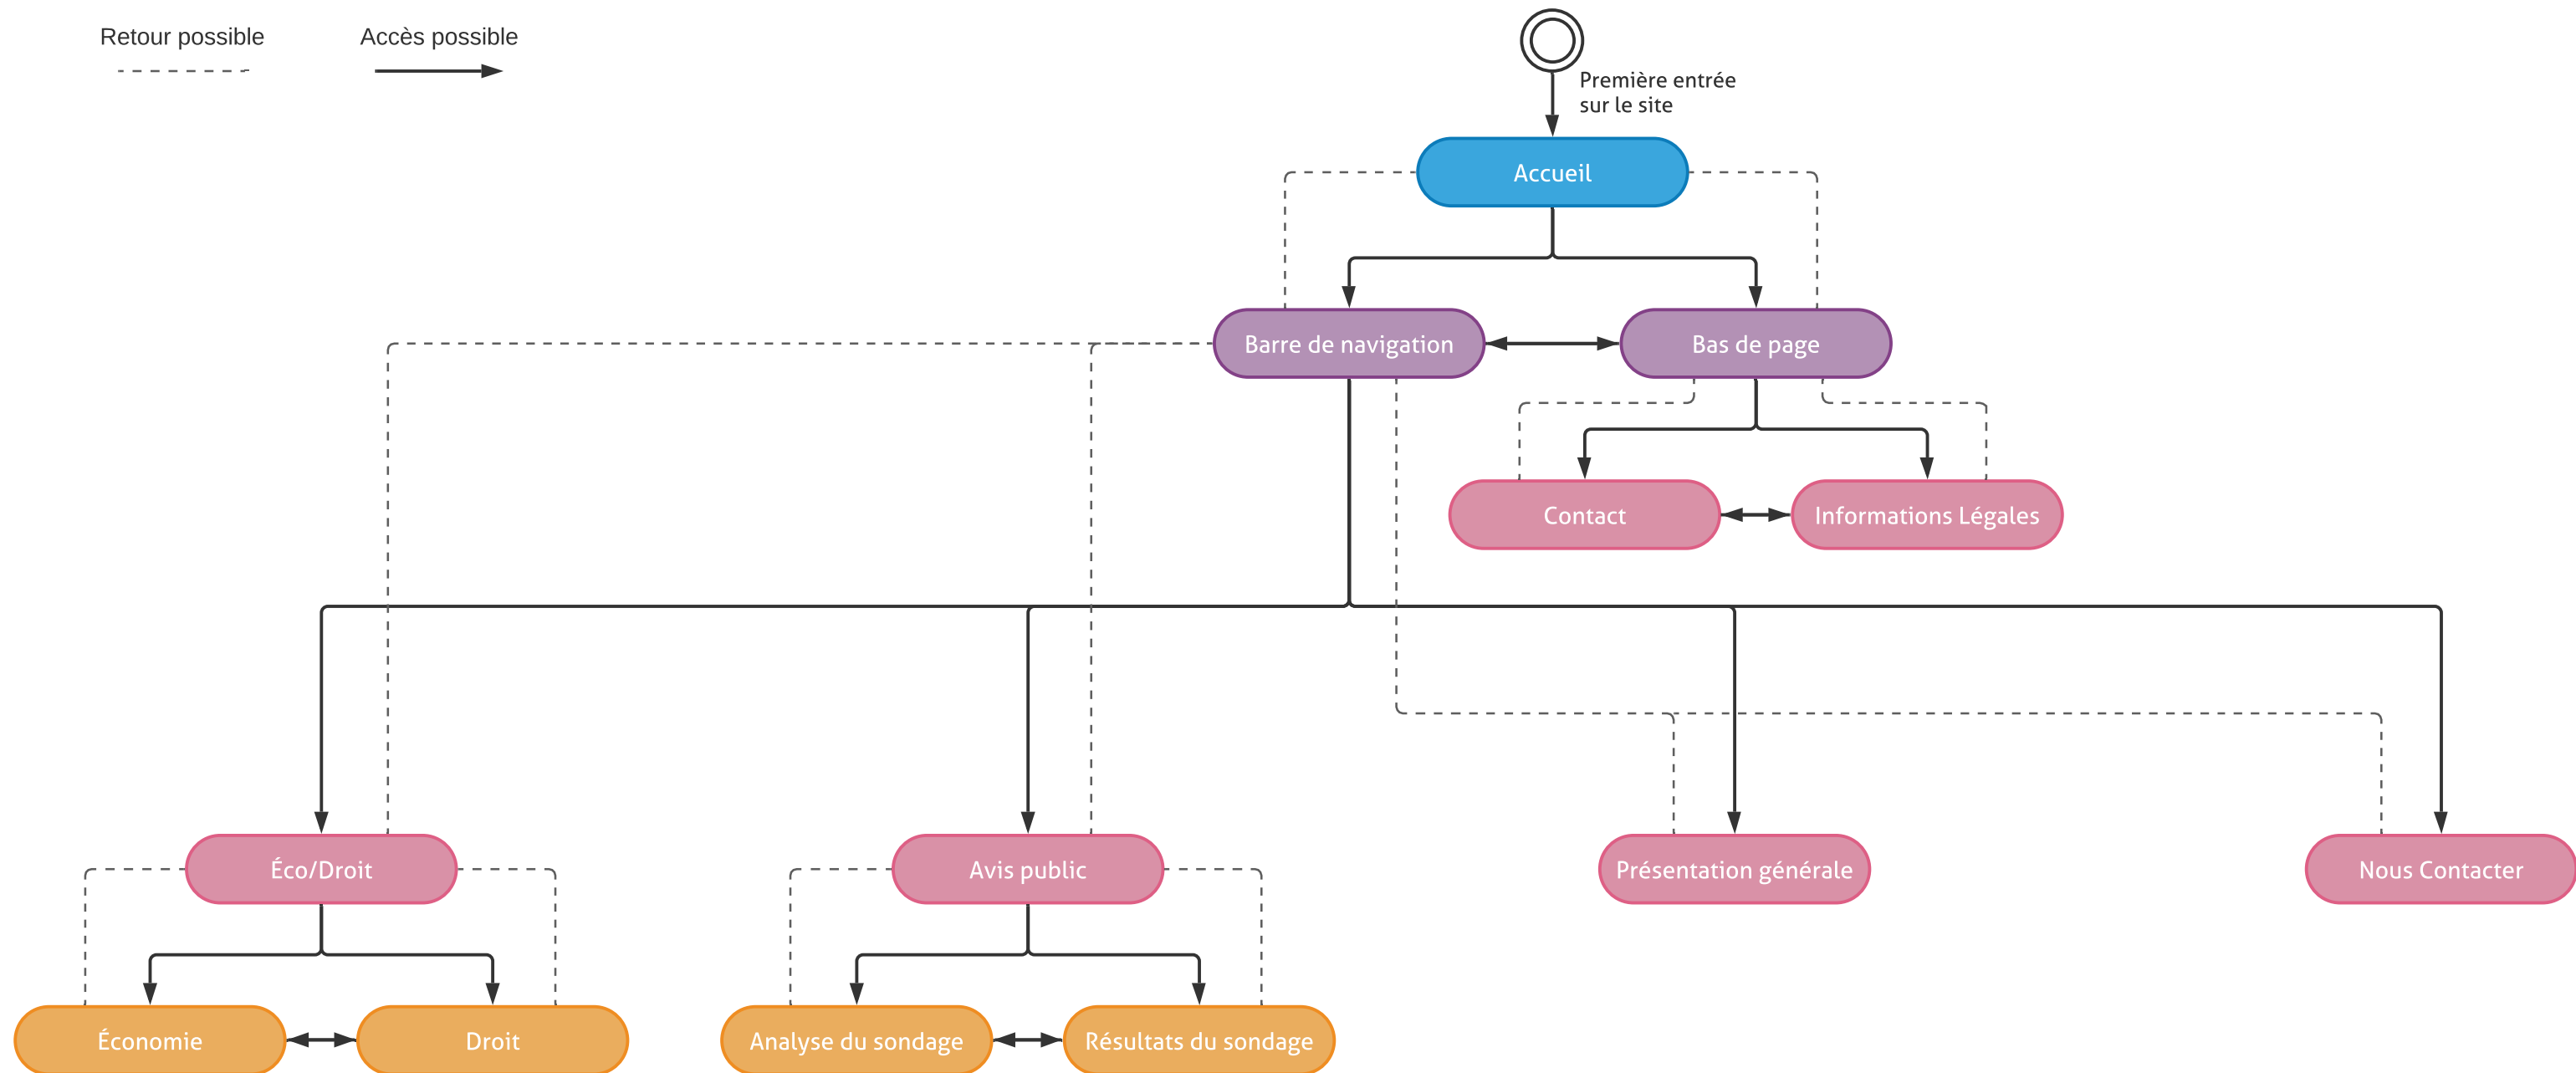 Retour possible
Accès possible
Première entrée
sur le site
Accueil
Barre de navigation
Bas de page
Contact
Informations Légales
Éco/Droit
Avis public
Présentation générale
Nous Contacter
Économie
Droit
Analyse du sondage
Résultats du sondage